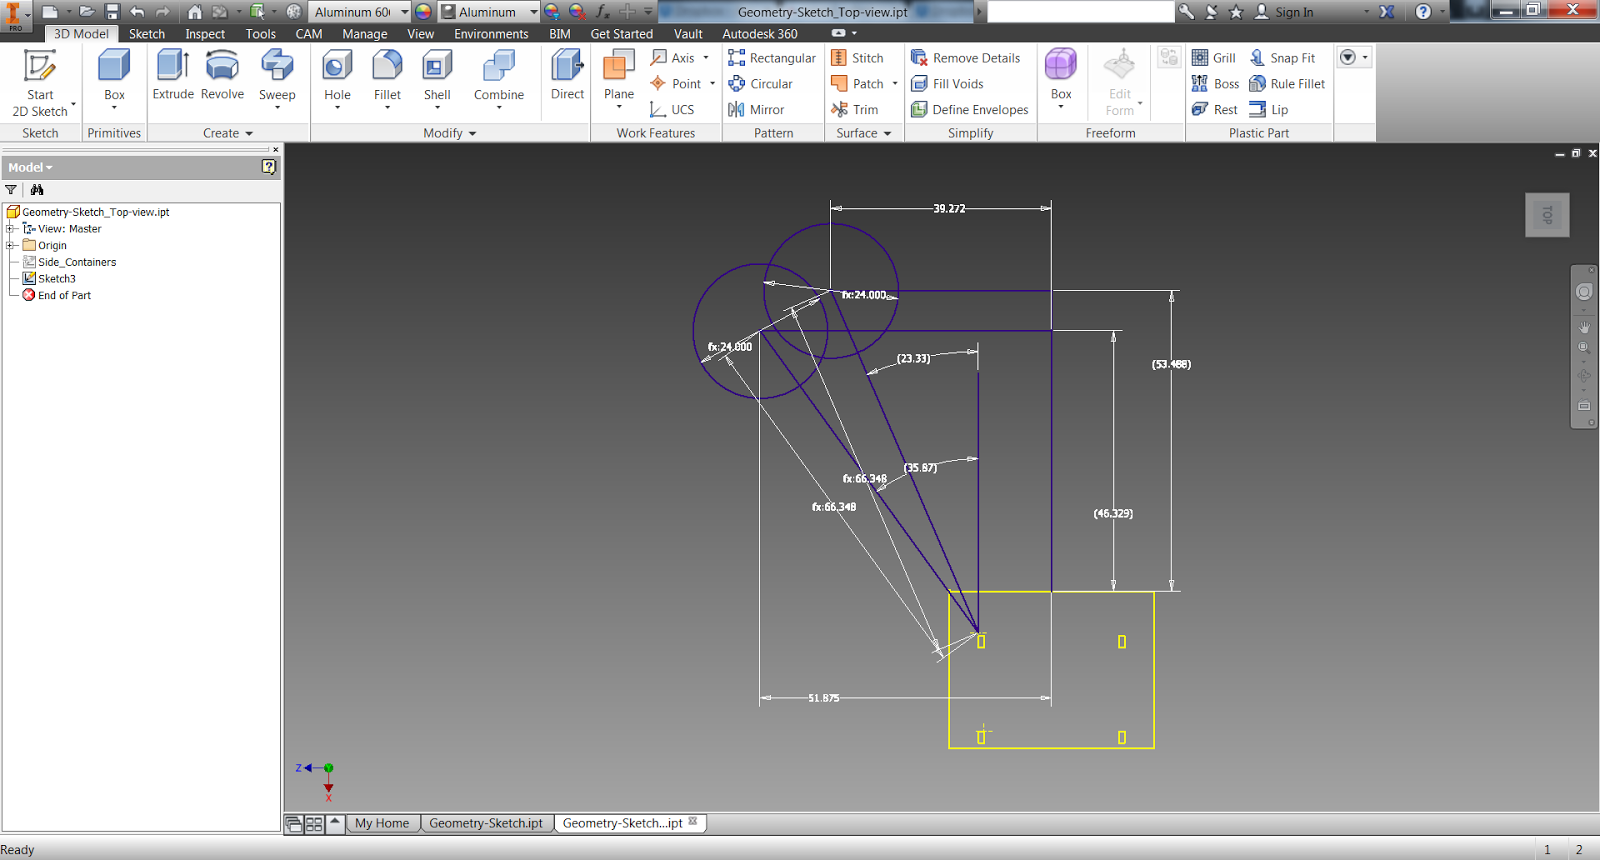 Aluminum 60 Aluminum fx Geometry-Sketch_Top-view.ipt Sign In
PRO 3D Model Sketch Inspect Tools CAM Manage View Environments BIM Get Started Vault Autodesk 360
Start 2D Sketch Box Extrude Revolve Sweep Hole Fillet Shell Combine Direct Plane Axis Point UCS Rectangular Circular Mirror Stitch Patch Trim Remove Details Fill Voids Define Envelopes Box Edit Form Grill Boss Rest Snap Fit Rule Fillet Lip
Sketch Primitives Create Modify Work Features Pattern Surface Simplify Freeform Plastic Part
Model
Geometry-Sketch_Top-view.ipt
View: Master
Origin
Side_Containers
Sketch3
End of Part
39.272
TOP
fx:24.000
fx:24.000
(23.33)
(53.488)
(35.87)
fx:66.348
fx:66.348
(46.329)
51.875
Z
X
My Home Geometry-Sketch.ipt Geometry-Sketch...ipt
Ready 1 2